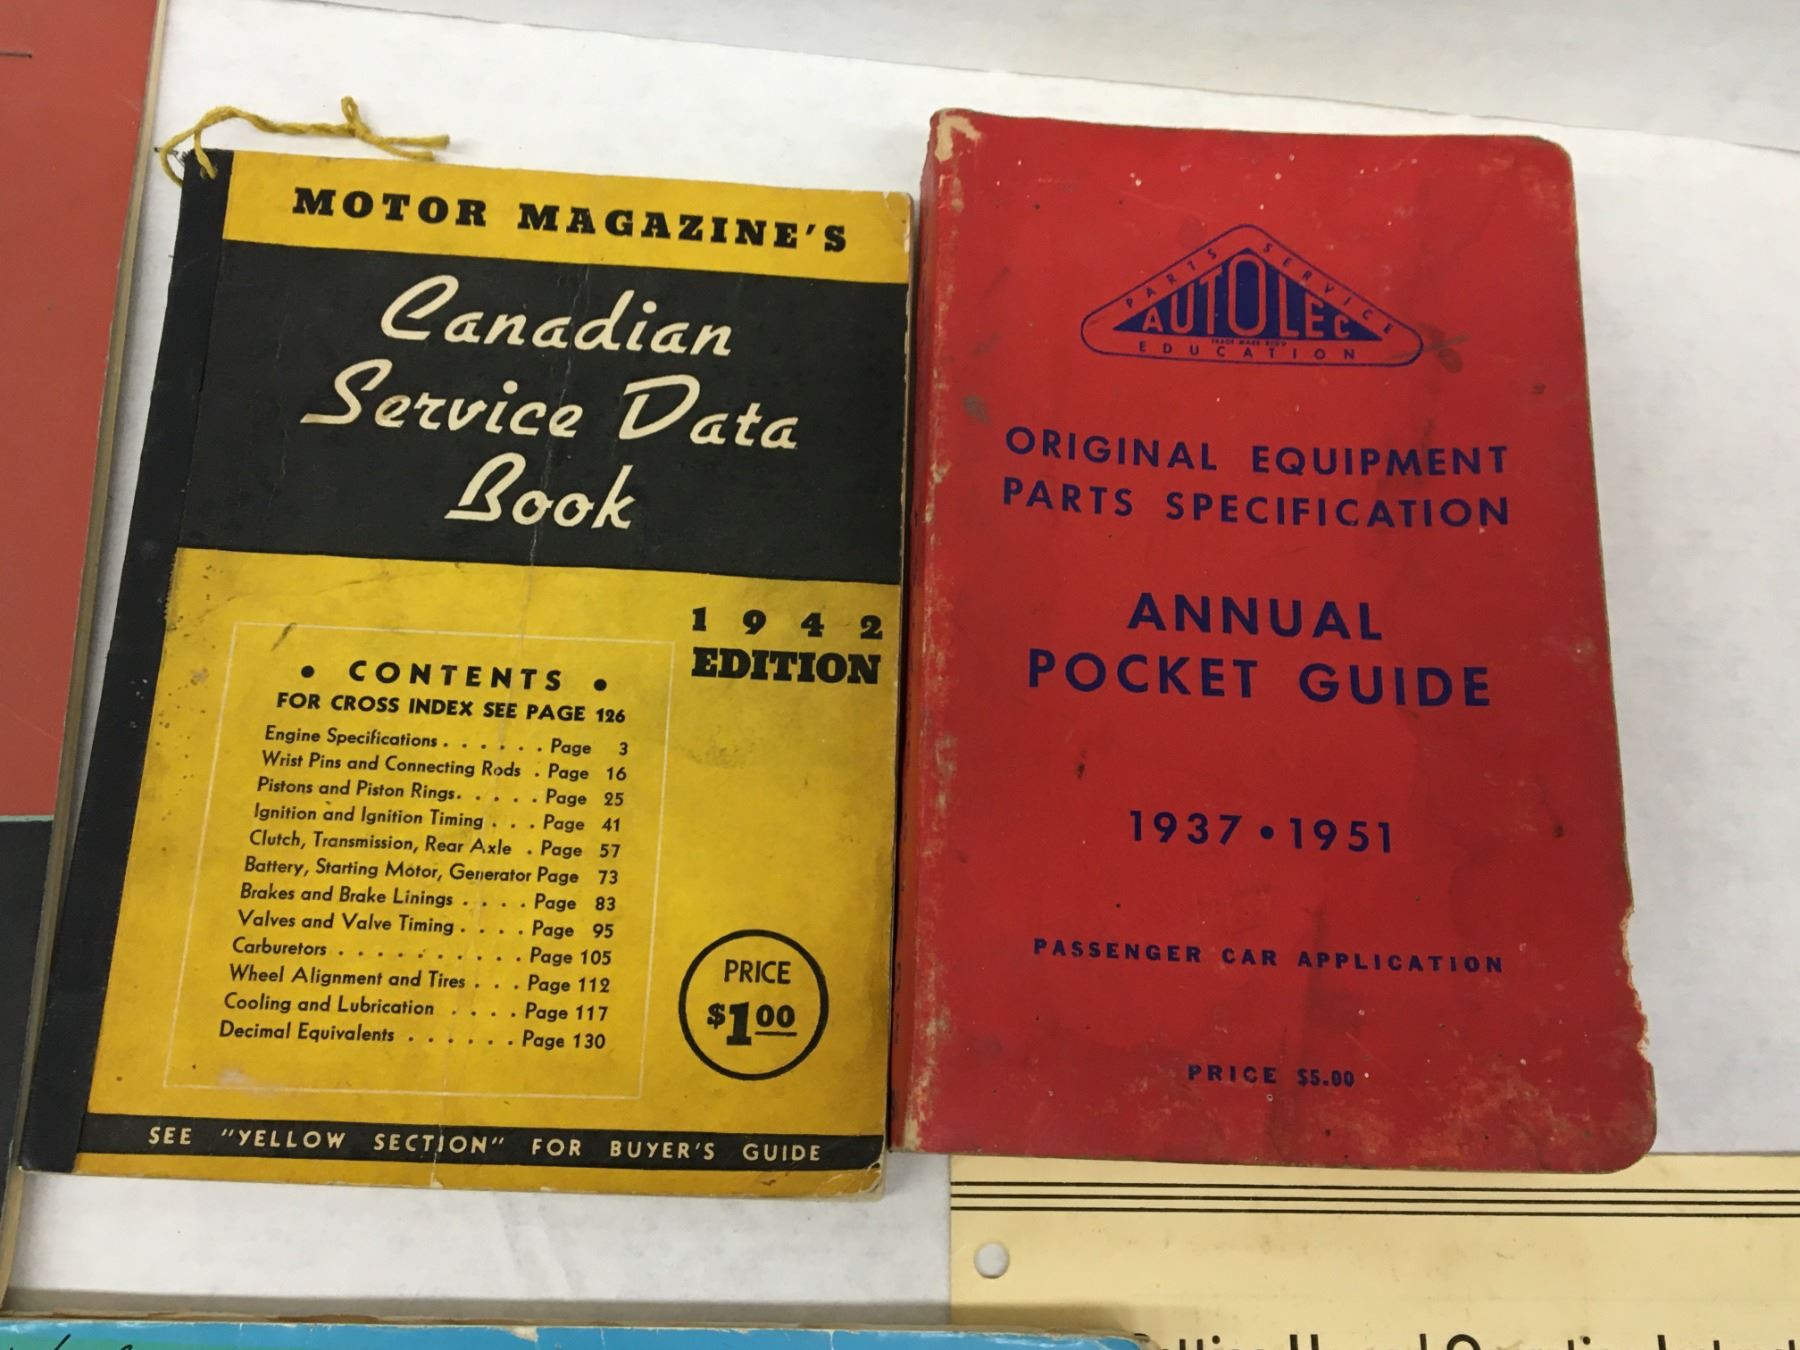 MOTOR MAGAZINE'S
Canadian
Service Data
Book
1942
EDITION
• CONTENTS •
FOR CROSS INDEX SEE PAGE 126
Engine Specifications . . . . . . Page 3
Wrist Pins and Connecting Rods . Page 16
Pistons and Piston Rings. . . . . Page 25
Ignition and Ignition Timing . . . Page 41
Clutch, Transmission, Rear Axle . Page 57
Battery, Starting Motor, Generator Page 73
Brakes and Brake Linings . . . . Page 83
Valves and Valve Timing . . . . Page 95
Carburetors . . . . . . . . . . Page 105
Wheel Alignment and Tires . . . Page 112
Cooling and Lubrication . . . . Page 117
Decimal Equivalents . . . . . . Page 130
PRICE
$1.00
SEE "YELLOW SECTION" FOR BUYER'S GUIDE
PARTS SERVICE
AUTOLEC
TRADE MARK REG'D
EDUCATION
ORIGINAL EQUIPMENT
PARTS SPECIFICATION
ANNUAL
POCKET GUIDE
1937 • 1951
PASSENGER CAR APPLICATION
PRICE $5.00